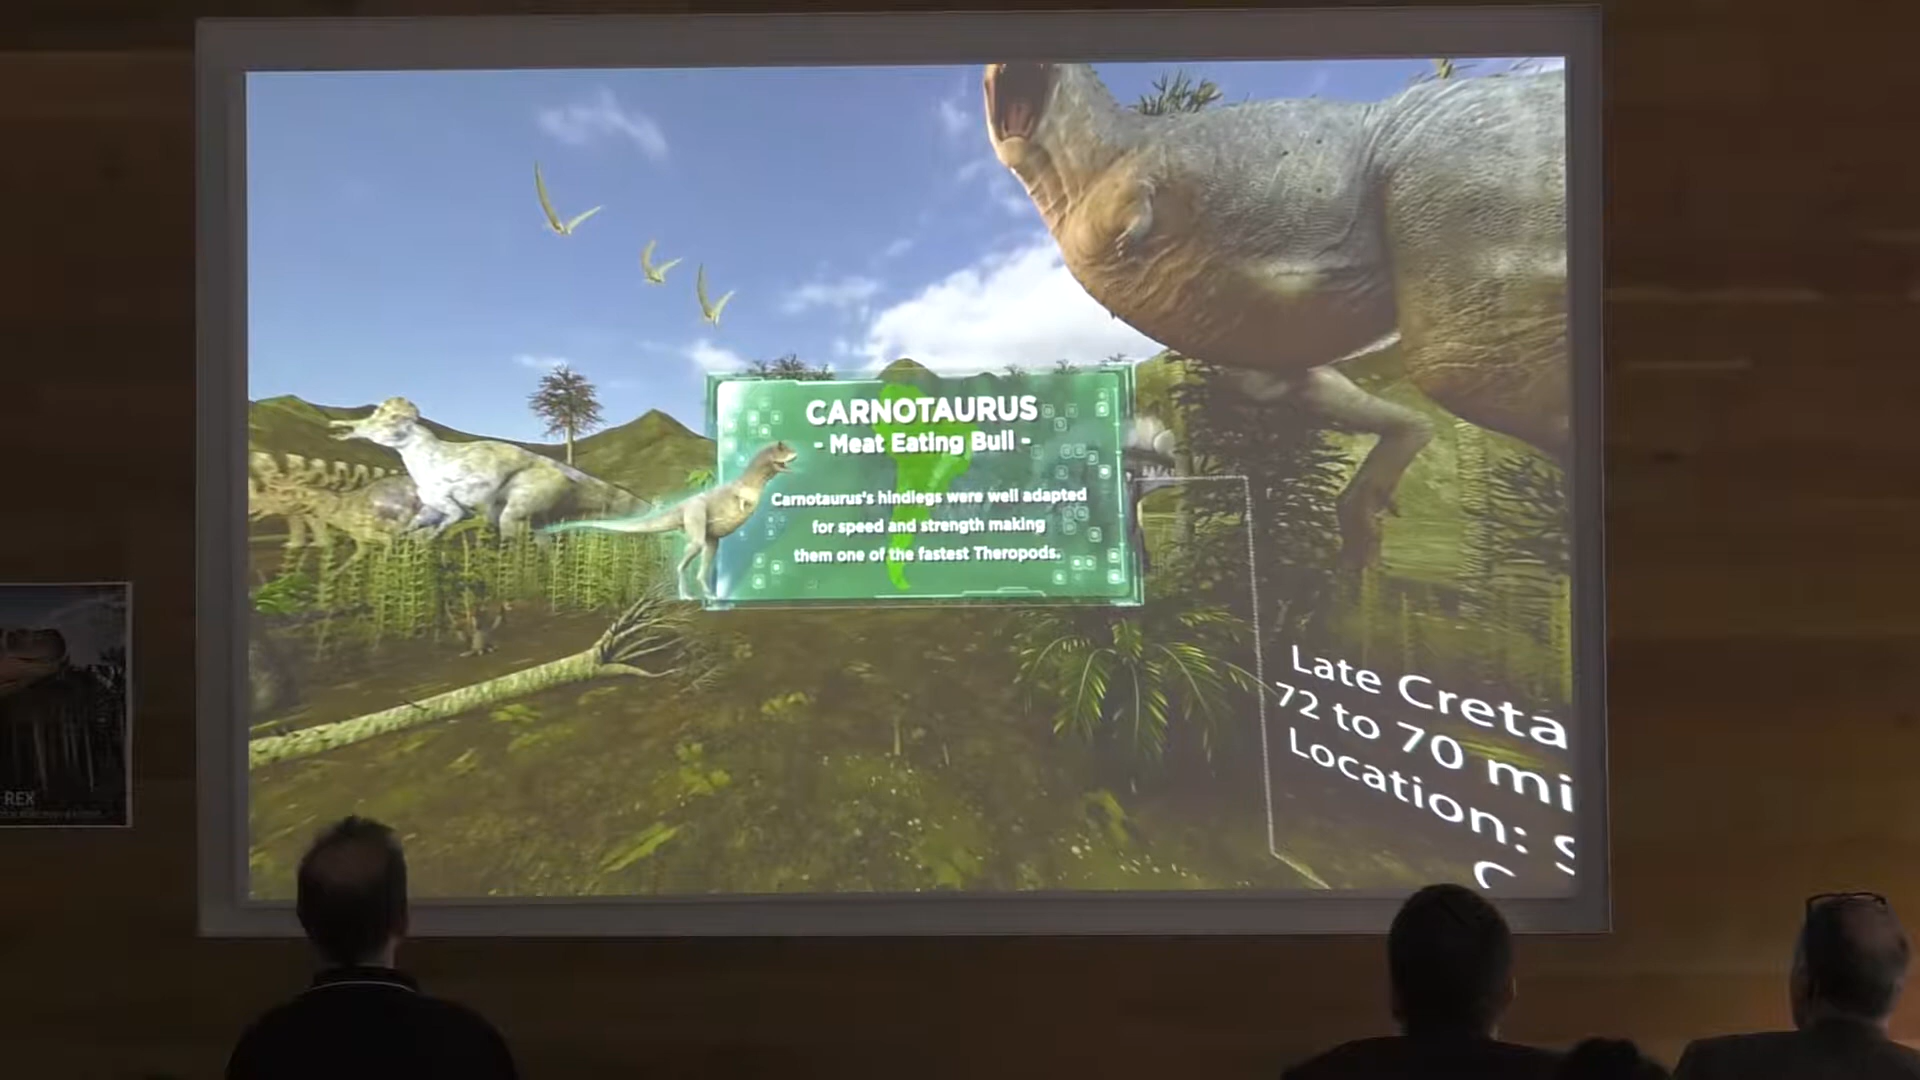 CARNOTAURUS
- Meat Eating Bull -
Carnotaurus's hindlegs were well adapted
for speed and strength making
them one of the fastest Theropods.
Late Creta
72 to 70 mi
Location: S
REX